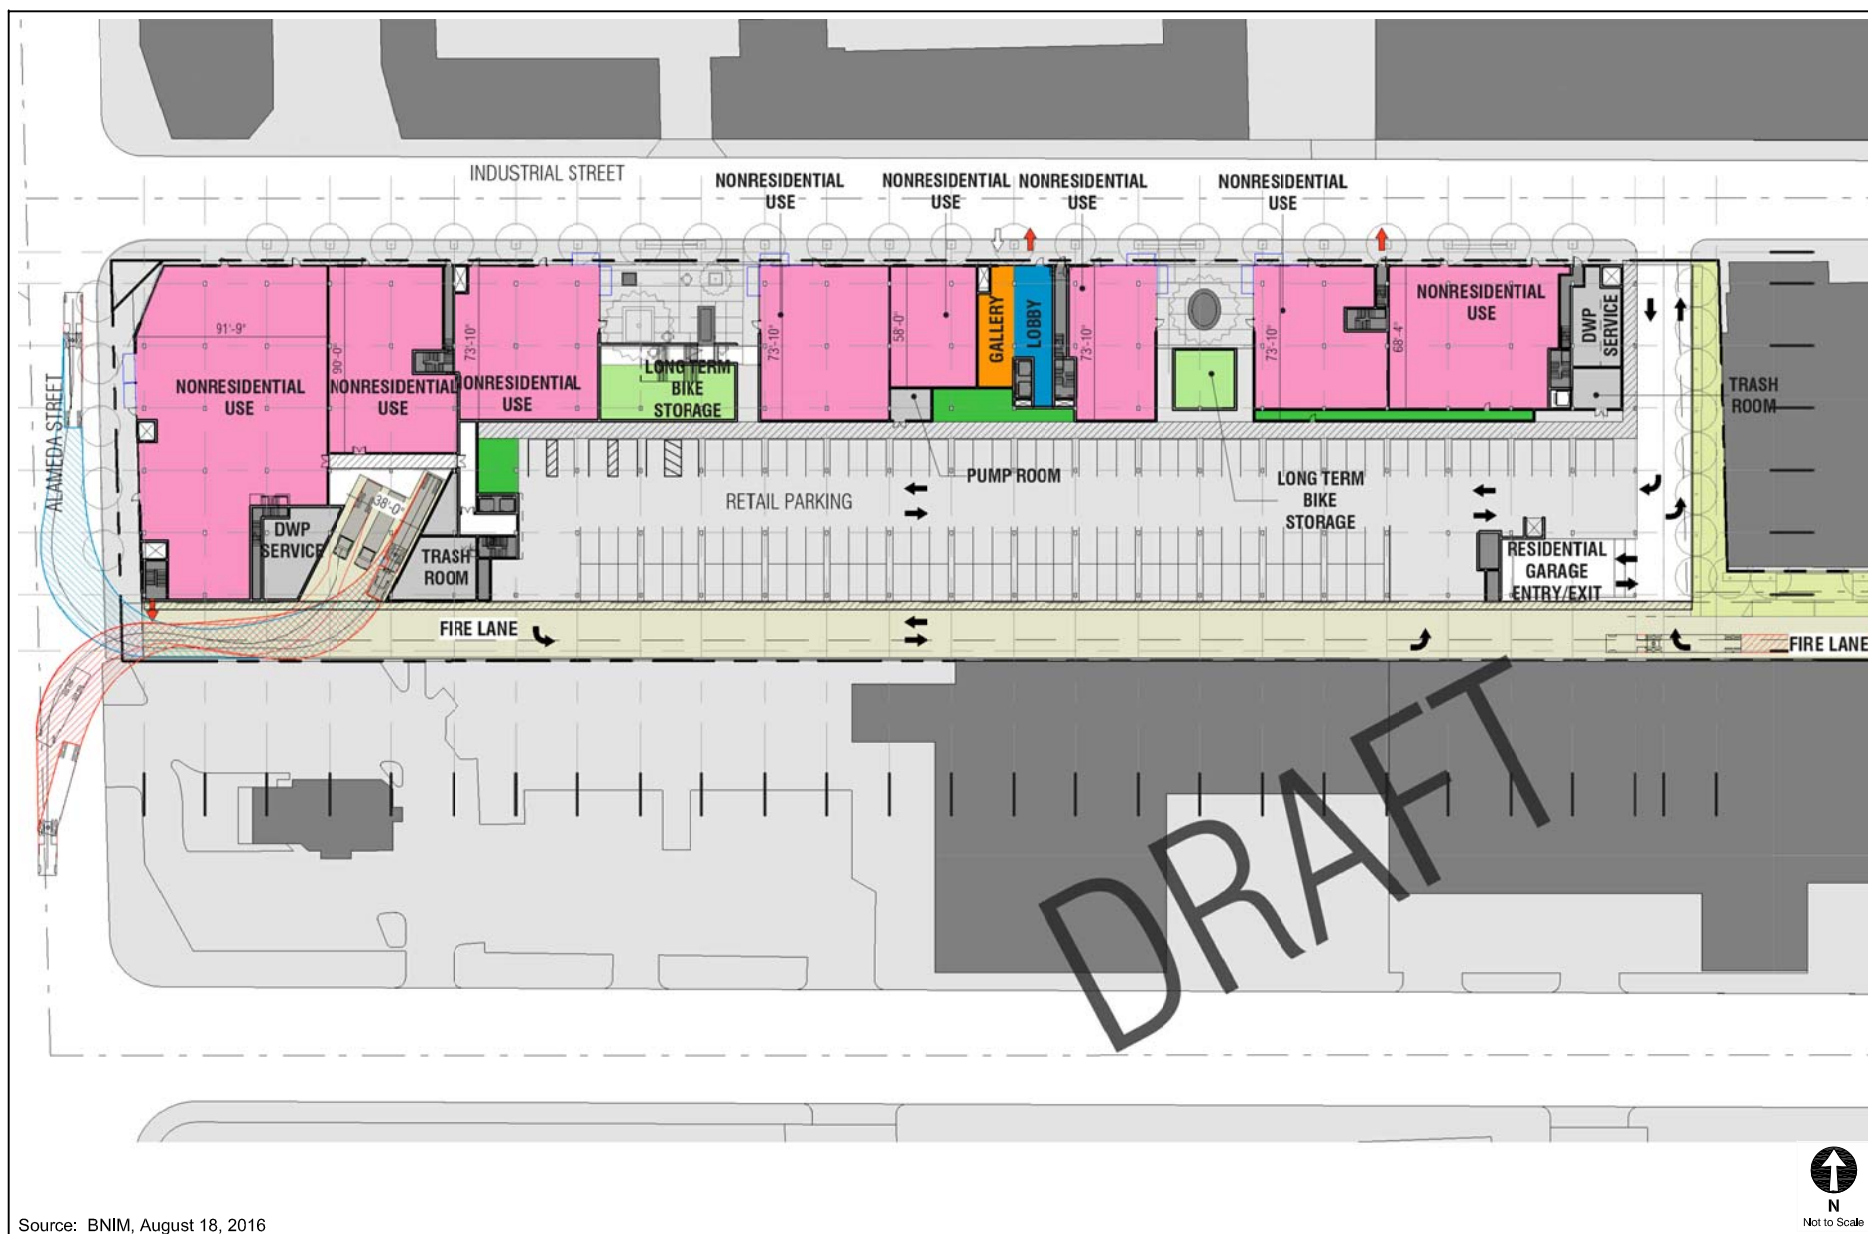 INDUSTRIAL STREET
NONRESIDENTIAL
USE
NONRESIDENTIAL
USE
NONRESIDENTIAL
USE
NONRESIDENTIAL
USE
ALAMEDA STREET
91'-9"
NONRESIDENTIAL
USE
90'-0"
NONRESIDENTIAL
USE
73'-10"
NONRESIDENTIAL
USE
LONG TERM
BIKE
STORAGE
73'-10"
58'-0"
GALLERY
LOBBY
73'-10"
73'-10"
68'-4"
NONRESIDENTIAL
USE
DWP
SERVICE
TRASH
ROOM
PUMP ROOM
LONG TERM
BIKE
STORAGE
RETAIL PARKING
38'-0"
DWP
SERVICE
TRASH
ROOM
RESIDENTIAL
GARAGE
ENTRY/EXIT
FIRE LANE
FIRE LANE
DRAFT
N
Not to Scale
Source: BNIM, August 18, 2016